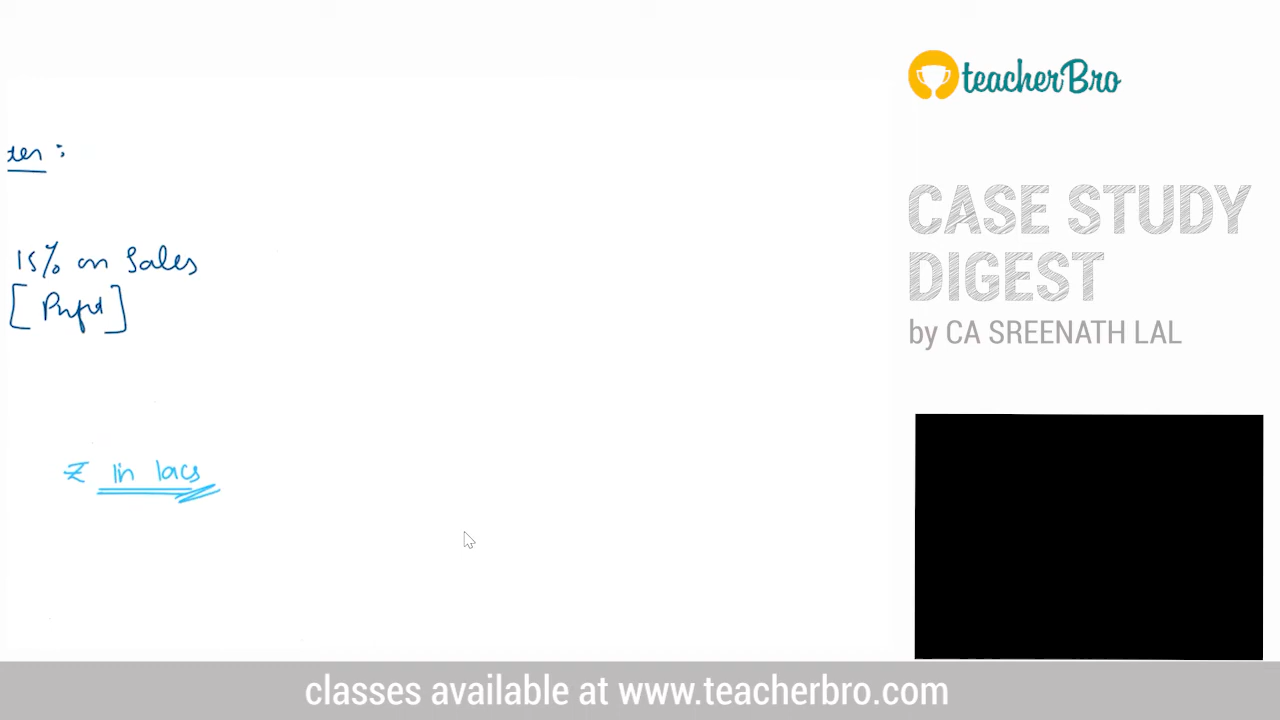 teacherBro
ter :
CASE STUDY
DIGEST
15% on Sales
[Profit]
by CA SREENATH LAL
₹ in lacs
classes available at www.teacherbro.com